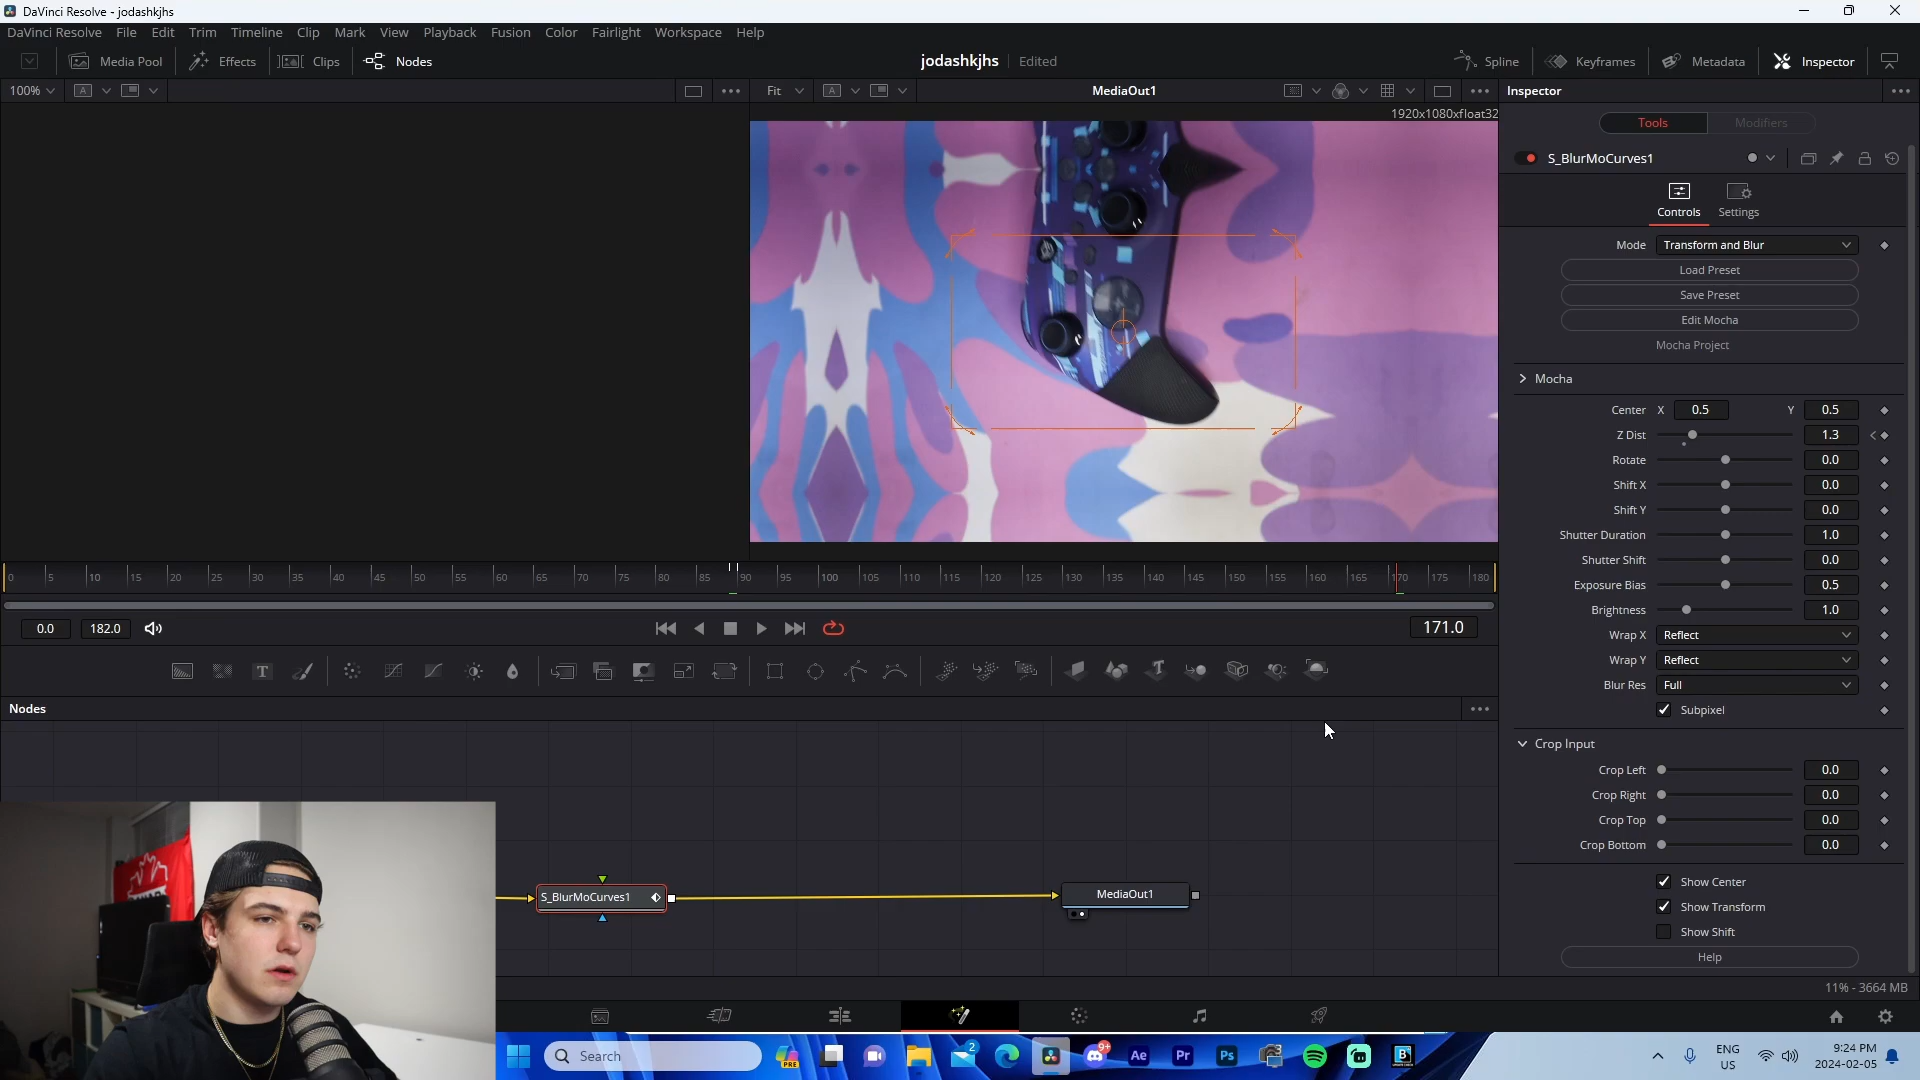 DaVinci Resolve - jodashkjhs
DaVinci Resolve File Edit Trim Timeline Clip Mark View Playback Fusion Color Fairlight Workspace Help
Media Pool Effects Clips Nodes jodashkjhs Edited Spline Keyframes Metadata Inspector
100% A Fit A MediaOut1 Inspector
1920x1080xfloat32
Tools Modifiers
S_BlurMoCurves1
Controls Settings
Mode Transform and Blur
Load Preset
Save Preset
Edit Mocha
Mocha Project
Mocha
Center X 0.5 Y 0.5
Z Dist 1.3
Rotate 0.0
Shift X 0.0
Shift Y 0.0
Shutter Duration 1.0
Shutter Shift 0.0
Exposure Bias 0.5
Brightness 1.0
Wrap X Reflect
Wrap Y Reflect
Blur Res Full
Subpixel
Crop Input
Crop Left 0.0
Crop Right 0.0
Crop Top 0.0
Crop Bottom 0.0
Show Center
Show Transform
Show Shift
Help
0 5 10 15 20 25 30 35 40 45 50 55 60 65 70 75 80 85 90 95 100 105 110 115 120 125 130 135 140 145 150 155 160 165 170 175 180
0.0 182.0 171.0
T
Nodes
S_BlurMoCurves1
MediaOut1
11% - 3664 MB
Search PRE 2 9+ Ae Pr Ps
ENG
US
9:24 PM
2024-02-05